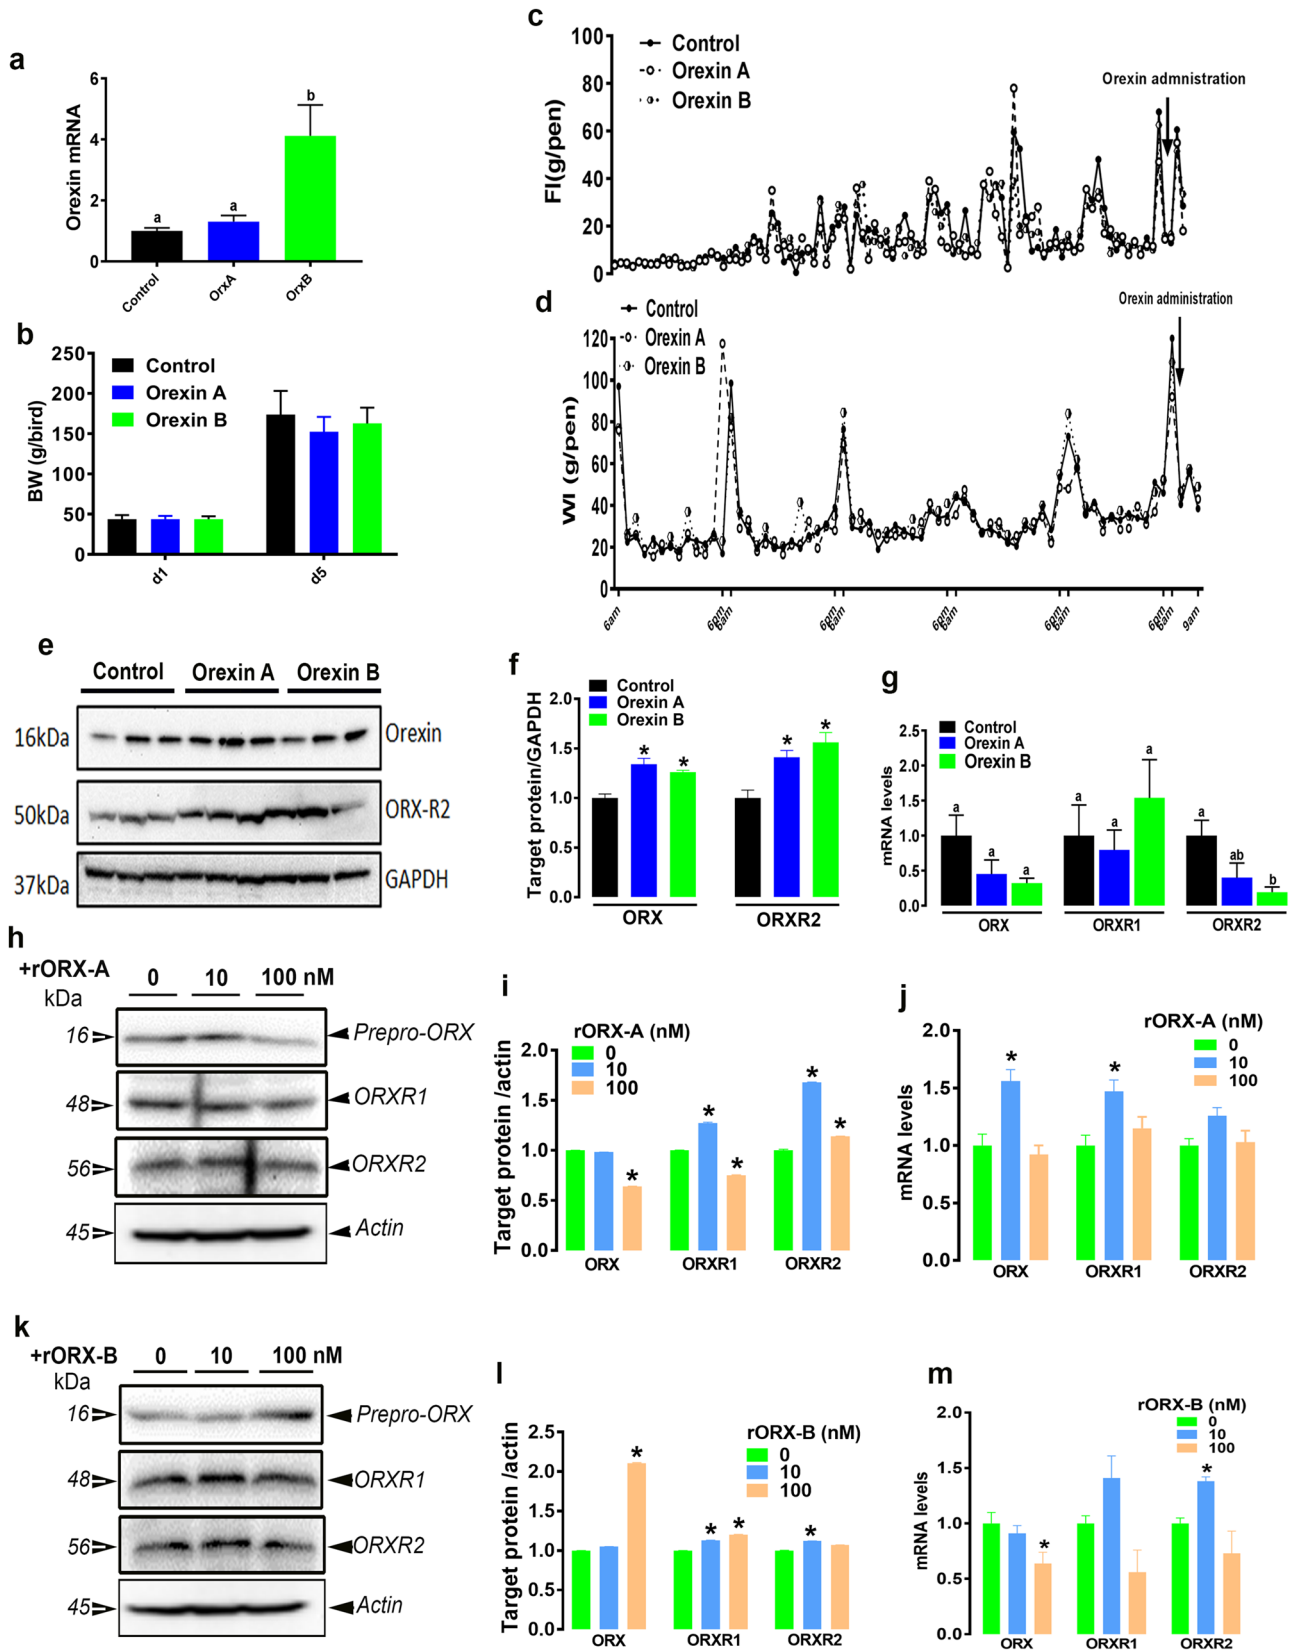 a
6
4
2
0
Orexin mRNA
a
a
b
Control
OrxA
OrxB
b
250
200
150
100
50
0
BW (g/bird)
Control
Orexin A
Orexin B
d1
d5
c
100
80
60
40
20
0
FI(g/pen)
Control
Orexin A
Orexin B
Orexin admnistration
d
120
100
80
60
40
20
0
WI (g/pen)
Control
Orexin A
Orexin B
Orexin administration
6am
6pm
6am
6pm
6am
6pm
6am
6pm
6am
6pm
6am
9am
e
Control Orexin A Orexin B
16kDa Orexin
50kDa ORX-R2
37kDa GAPDH
f
Target protein/GAPDH
2.0
1.5
1.0
0.5
0.0
Control
Orexin A
Orexin B
* *
* *
ORX ORXR2
g
mRNA levels
2.5
2.0
1.5
1.0
0.5
0.0
Control
Orexin A
Orexin B
a a a
a a a
a ab b
ORX ORXR1 ORXR2
h
+rORX-A 0 10 100 nM
kDa
16 Prepro-ORX
48 ORXR1
56 ORXR2
45 Actin
i
rORX-A (nM)
0
10
100
Target protein /actin
2.0
1.5
1.0
0.5
0.0
*
* *
* *
ORX ORXR1 ORXR2
j
rORX-A (nM)
0
10
100
mRNA levels
2.0
1.5
1.0
0.5
0.0
* *
ORX ORXR1 ORXR2
k
+rORX-B 0 10 100 nM
kDa
16 Prepro-ORX
48 ORXR1
56 ORXR2
45 Actin
l
rORX-B (nM)
0
10
100
Target protein /actin
2.5
2.0
1.5
1.0
0.5
0.0
*
* *
*
ORX ORXR1 ORXR2
m
rORX-B (nM)
0
10
100
mRNA levels
2.0
1.5
1.0
0.5
0.0
*
*
ORX ORXR1 ORXR2